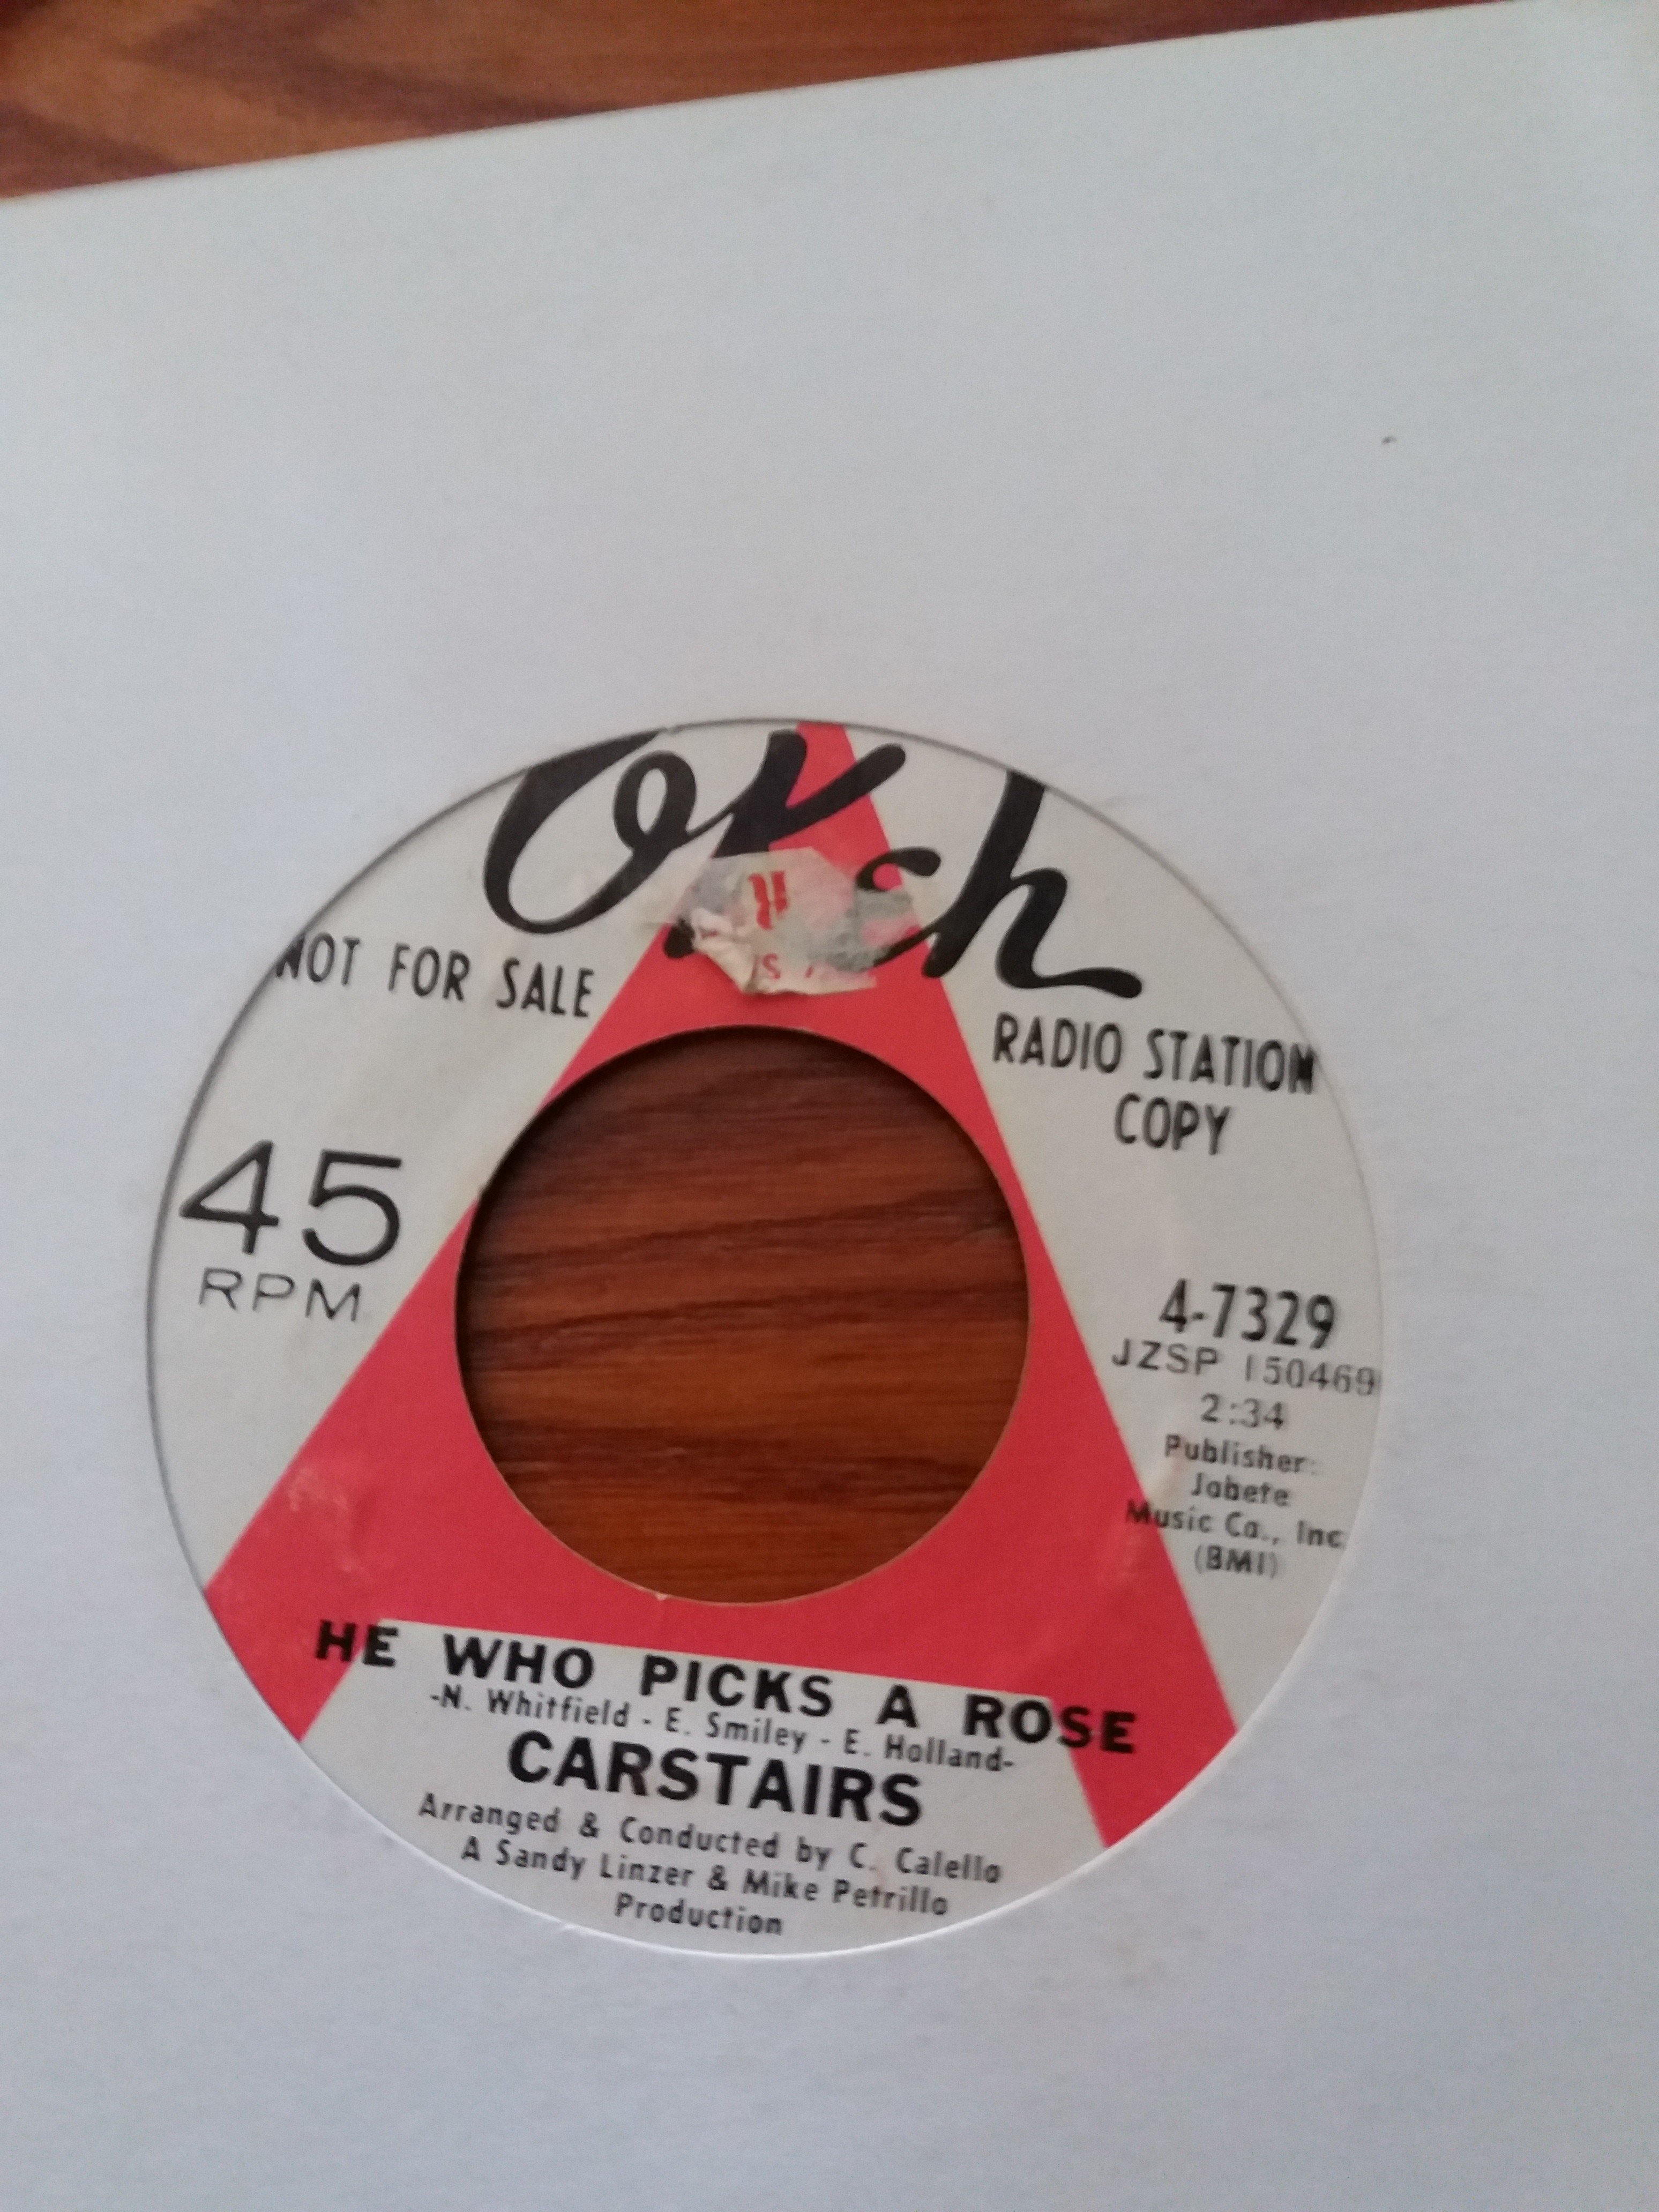 Okeh
NOT FOR SALE
RADIO STATION
COPY
45
RPM
4-7329
JZSP 150469
2:34
Publisher:
Jobete
Music Co., Inc
(BMI)
HE WHO PICKS A ROSE
-N. Whitfield - E. Smiley - E. Holland-
CARSTAIRS
Arranged & Conducted by C. Calello
A Sandy Linzer & Mike Petrillo
Production